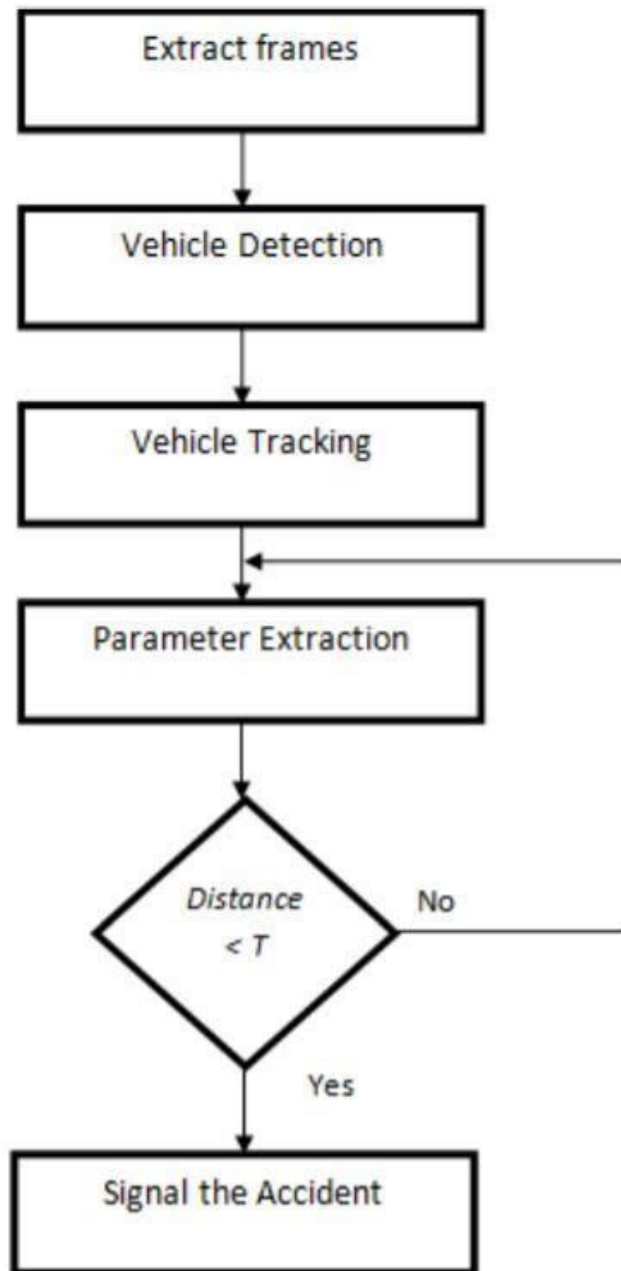 Extract frames
Vehicle Detection
Vehicle Tracking
Parameter Extraction
Distance
< T
No
Yes
Signal the Accident